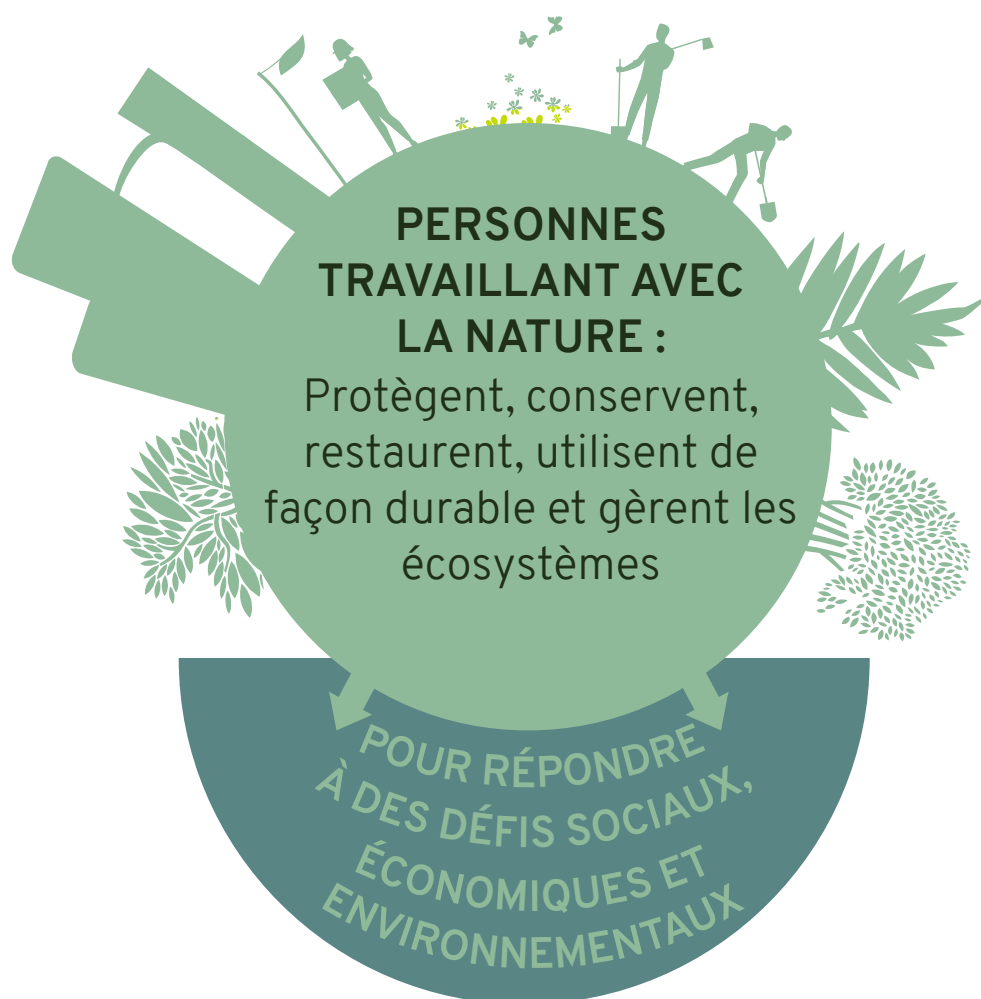 PERSONNES
TRAVAILLANT AVEC
LA NATURE :
Protègent, conservent,
restaurent, utilisent de
façon durable et gèrent les
écosystèmes
POUR RÉPONDRE
À DES DÉFIS SOCIAUX,
ÉCONOMIQUES ET
ENVIRONNEMENTAUX